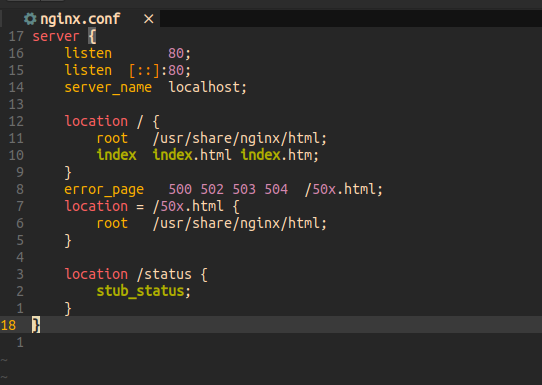 nginx.conf ×
17 server {
16 listen 80;
15 listen [::]:80;
14 server_name localhost;
13
12 location / {
11 root /usr/share/nginx/html;
10 index index.html index.htm;
9 }
8 error_page 500 502 503 504 /50x.html;
7 location = /50x.html {
6 root /usr/share/nginx/html;
5 }
4
3 location /status {
2 stub_status;
1 }
18 }
1
~
~